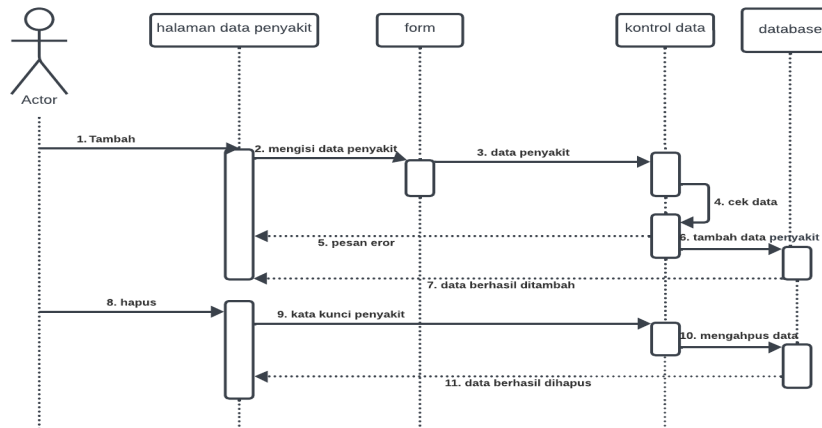 halaman data penyakit
form
kontrol data
database
Actor
1. Tambah
2. mengisi data penyakit
3. data penyakit
4. cek data
5. pesan eror
6. tambah data penyakit
7. data berhasil ditambah
8. hapus
9. kata kunci penyakit
10. mengahpus data
11. data berhasil dihapus